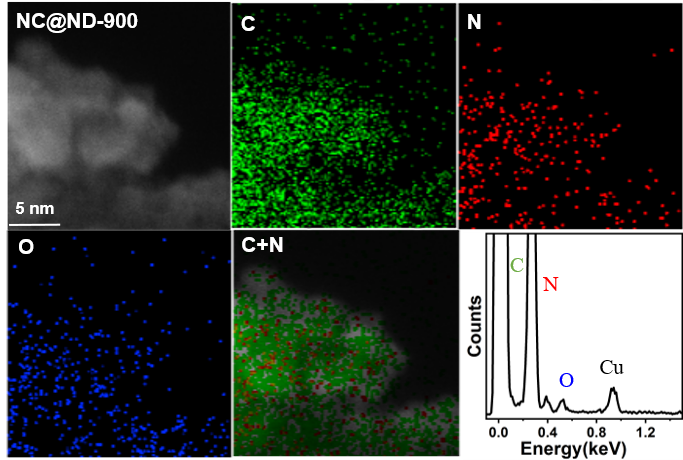 NC@ND-900
C
N
5 nm
O
C+N
C
N
O
Cu
Counts
0.0 0.4 0.8 1.2
Energy(keV)